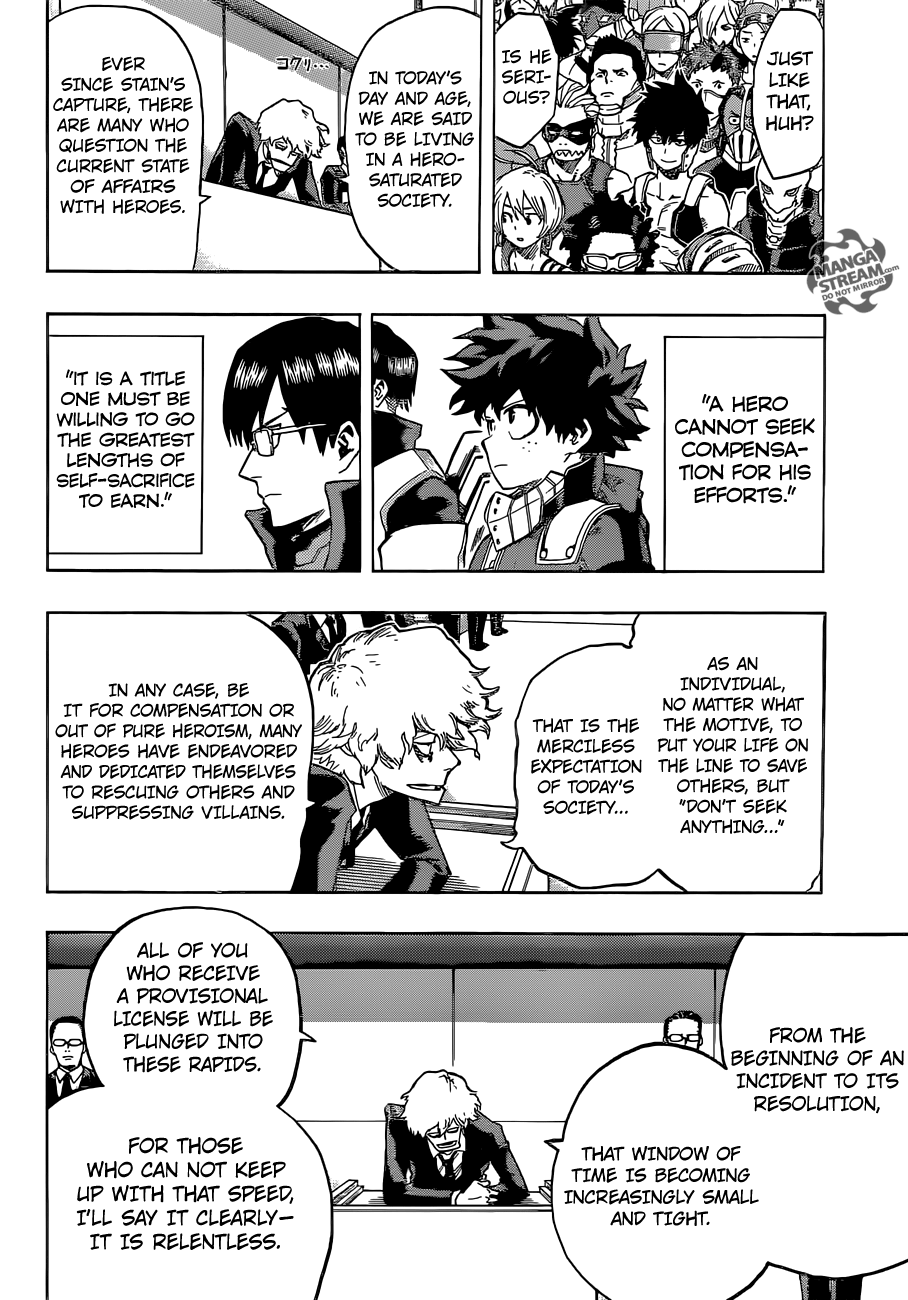 JUST
LIKE
THAT,
HUH?
IS HE
SERI-
OUS?
IN TODAY'S
DAY AND AGE,
WE ARE SAID
TO BE LIVING
IN A HERO-
SATURATED
SOCIETY.
コクリ…
EVER
SINCE STAIN'S
CAPTURE, THERE
ARE MANY WHO
QUESTION THE
CURRENT STATE
OF AFFAIRS
WITH HEROES.
MANGA
STREAM.com
DO NOT MIRROR
"A HERO
CANNOT SEEK
COMPENSA-
TION FOR HIS
EFFORTS."
"IT IS A TITLE
ONE MUST BE
WILLING TO GO
THE GREATEST
LENGTHS OF
SELF-SACRIFICE
TO EARN."
AS AN
INDIVIDUAL,
NO MATTER WHAT
THE MOTIVE, TO
PUT YOUR LIFE ON
THE LINE TO SAVE
OTHERS, BUT
"DON'T SEEK
ANYTHING..."
THAT IS THE
MERCILESS
EXPECTATION
OF TODAY'S
SOCIETY...
IN ANY CASE, BE
IT FOR COMPENSATION OR
OUT OF PURE HEROISM, MANY
HEROES HAVE ENDEAVORED
AND DEDICATED THEMSELVES
TO RESCUING OTHERS AND
SUPPRESSING VILLAINS.
FROM THE
BEGINNING OF AN
INCIDENT TO ITS
RESOLUTION,
THAT WINDOW OF
TIME IS BECOMING
INCREASINGLY SMALL
AND TIGHT.
ALL OF YOU
WHO RECEIVE
A PROVISIONAL
LICENSE WILL BE
PLUNGED INTO
THESE RAPIDS.
FOR THOSE
WHO CAN NOT KEEP
UP WITH THAT SPEED,
I'LL SAY IT CLEARLY—
IT IS RELENTLESS.